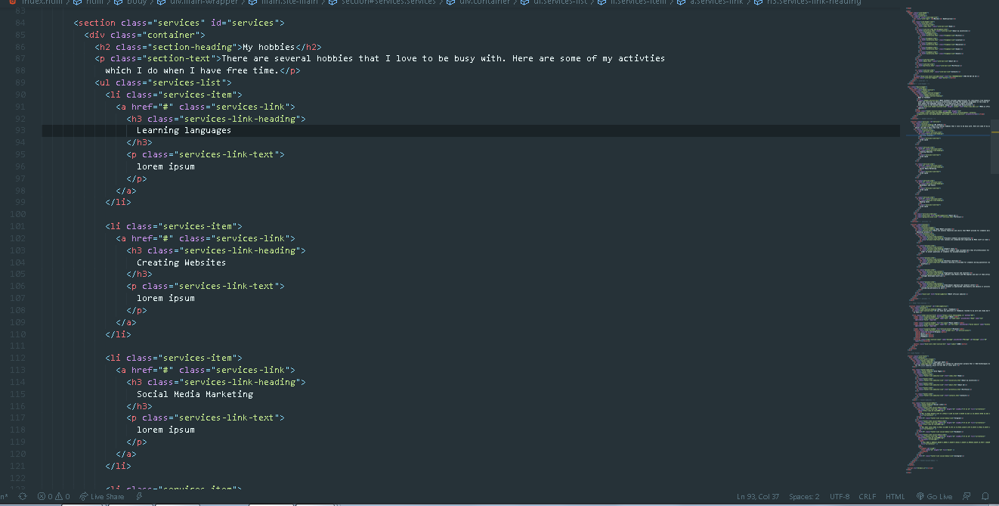 index.html > html > body > div.main-wrapper > main.site-main > section#services.services > div.container > ul.services-list > li.services-item > a.services-link > h3.services-link-heading
83
84 <section class="services" id="services">
85 <div class="container">
86 <h2 class="section-heading">My hobbies</h2>
87 <p class="section-text">There are several hobbies that I love to be busy with. Here are some of my activties
88 which I do when I have free time.</p>
89 <ul class="services-list">
90 <li class="services-item">
91 <a href="#" class="services-link">
92 <h3 class="services-link-heading">
93 Learning languages
94 </h3>
95 <p class="services-link-text">
96 lorem ipsum
97 </p>
98 </a>
99 </li>
100
101 <li class="services-item">
102 <a href="#" class="services-link">
103 <h3 class="services-link-heading">
104 Creating Websites
105 </h3>
106 <p class="services-link-text">
107 lorem ipsum
108 </p>
109 </a>
110 </li>
111
112 <li class="services-item">
113 <a href="#" class="services-link">
114 <h3 class="services-link-heading">
115 Social Media Marketing
116 </h3>
117 <p class="services-link-text">
118 lorem ipsum
119 </p>
120 </a>
121 </li>
122
123 <li class="services-item">
n* 0 0 Live Share Ln 93, Col 37 Spaces: 2 UTF-8 CRLF HTML Go Live